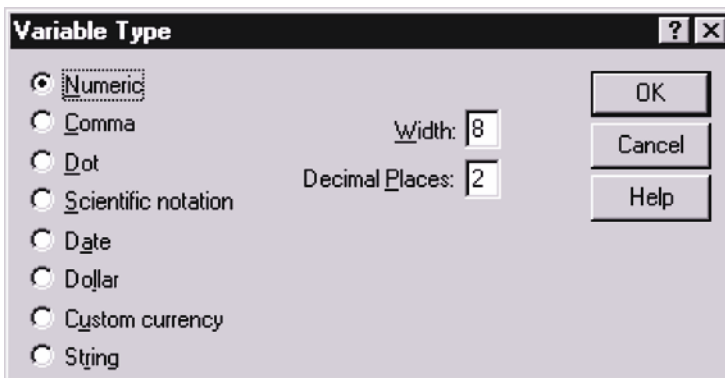 Variable Type
Numeric
Comma
Dot
Scientific notation
Date
Dollar
Custom currency
String
Width: 8
Decimal Places: 2
OK
Cancel
Help